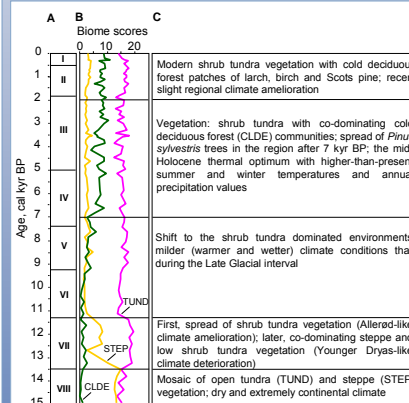 A B C
Biome scores
0 10 20
Age, cal kyr BP
0
1
2
3
4
5
6
7
8
9
10
11
12
13
14
15
I
II
III
IV
V
VI
VII
VIII
TUND
STEP
CLDE
Modern shrub tundra vegetation with cold deciduou
forest patches of larch, birch and Scots pine; recen
slight regional climate amelioration
Vegetation: shrub tundra with co-dominating cold
deciduous forest (CLDE) communities; spread of Pinu
sylvestris trees in the region after 7 kyr BP; the mid
Holocene thermal optimum with higher-than-presen
summer and winter temperatures and annua
precipitation values
Shift to the shrub tundra dominated environments
milder (warmer and wetter) climate conditions tha
during the Late Glacial interval
First, spread of shrub tundra vegetation (Allerød-like
climate amelioration); later, co-dominating steppe and
low shrub tundra vegetation (Younger Dryas-like
climate deterioration)
Mosaic of open tundra (TUND) and steppe (STEP
vegetation; dry and extremely continental climate